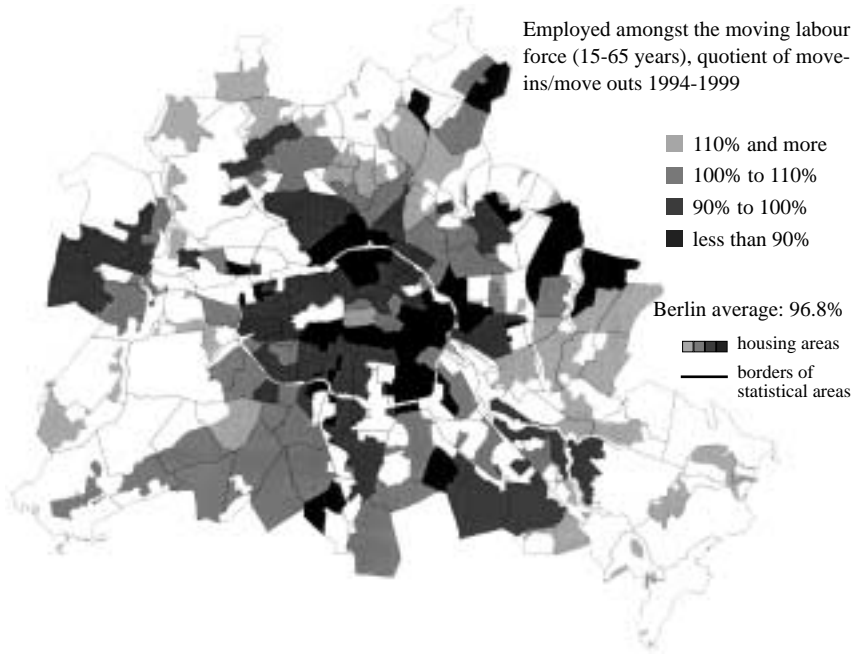 Employed amongst the moving labour
force (15-65 years), quotient of move-
ins/move outs 1994-1999
110% and more
100% to 110%
90% to 100%
less than 90%
Berlin average: 96.8%
housing areas
borders of
statistical areas